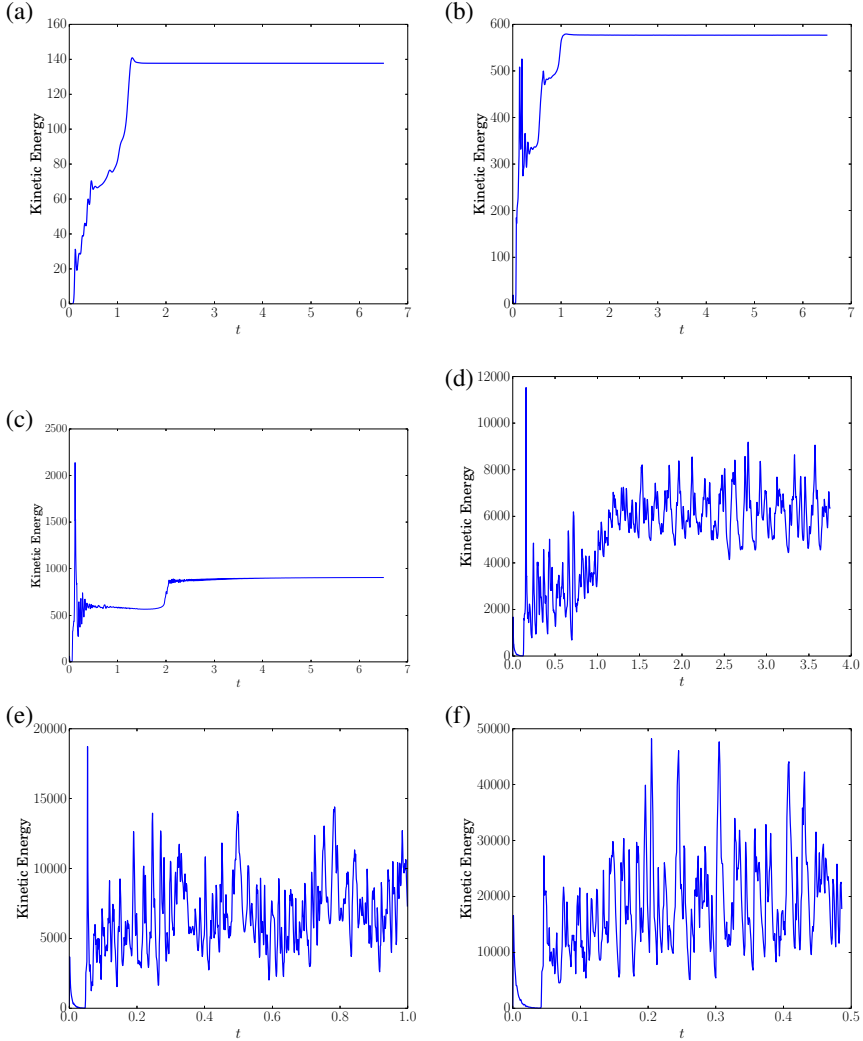 (a)
160
140
120
100
80
60
40
20
0
Kinetic Energy
0 1 2 3 4 5 6 7
t
(b)
600
500
400
300
200
100
0
Kinetic Energy
0 1 2 3 4 5 6 7
t
(c)
2500
2000
1500
1000
500
0
Kinetic Energy
0 1 2 3 4 5 6 7
t
(d)
12000
10000
8000
6000
4000
2000
0
Kinetic Energy
0.0 0.5 1.0 1.5 2.0 2.5 3.0 3.5 4.0
t
(e)
20000
15000
10000
5000
0
Kinetic Energy
0.0 0.2 0.4 0.6 0.8 1.0
t
(f)
50000
40000
30000
20000
10000
0
Kinetic Energy
0.0 0.1 0.2 0.3 0.4 0.5
t